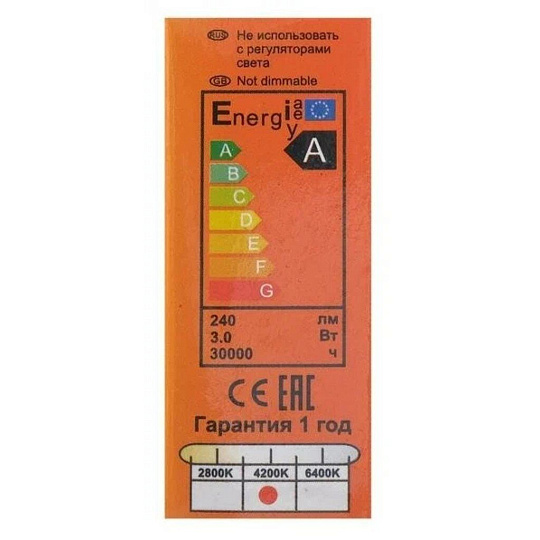 RUS Не использовать
с регуляторами
света
GB Not dimmable
Energi
a
e
y
A
A
B
C
D
E
F
G
240 лм
3.0 Вт
30000 ч
CE EAC
Гарантия 1 год
2800K 4200K 6400K